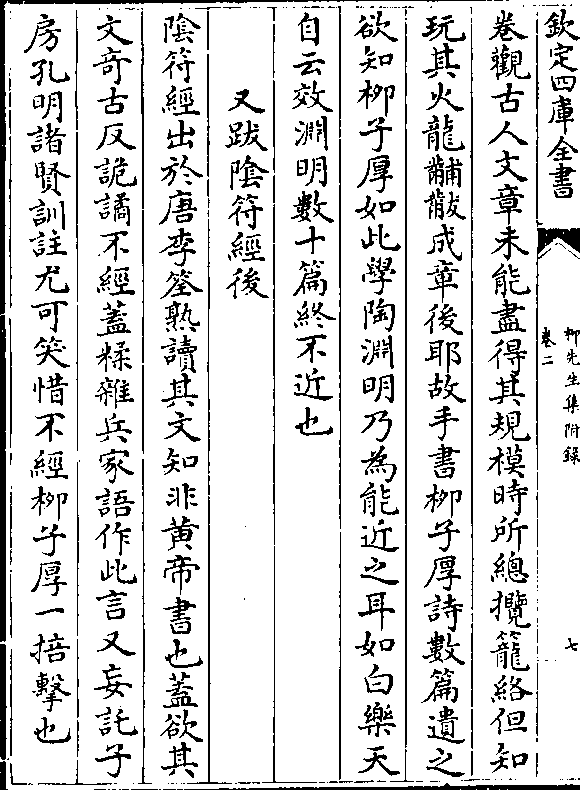 欽定四庫全書
柳先生集附錄
卷二
七
卷觀古人文章未能盡得其規模時所總攬籠絡但知
玩其火龍黼黻成章後耶故手書柳子厚詩數篇遺之
欲知柳子厚如此學陶淵明乃為能近之耳如白樂天
自云效淵明數十篇終不近也
又跋陰符經後
陰符經出於唐李筌熟讀其文知非黄帝書也蓋欲其
文奇古反詭譎不經蓋糅雜兵家語作此言又妄託子
房孔明諸賢訓註尤可笑惜不經柳子厚一掊擊也